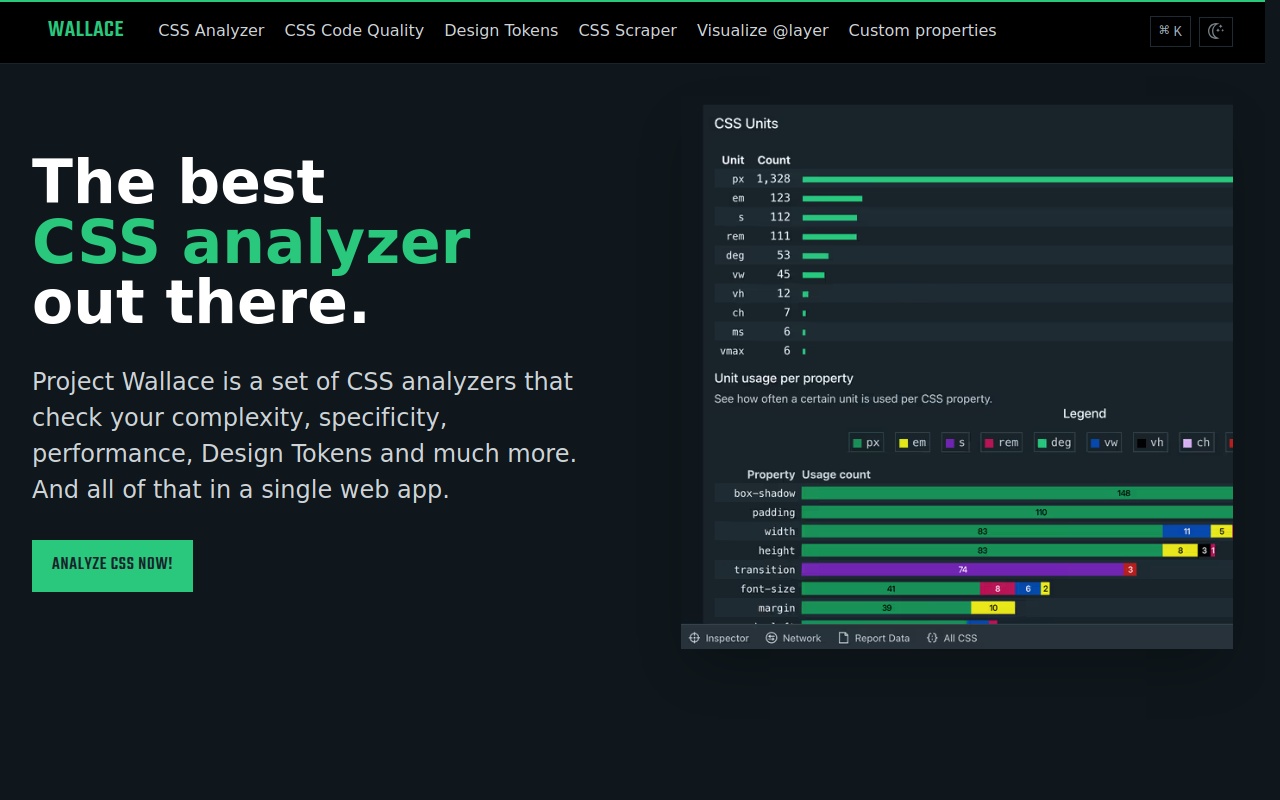 WALLACE CSS Analyzer CSS Code Quality Design Tokens CSS Scraper Visualize @layer Custom properties ⌘ K
The best
CSS analyzer
out there.
Project Wallace is a set of CSS analyzers that
check your complexity, specificity,
performance, Design Tokens and much more.
And all of that in a single web app.
ANALYZE CSS NOW!
CSS Units
Unit Count
px 1,328
em 123
s 112
rem 111
deg 53
vw 45
vh 12
ch 7
ms 6
vmax 6
Unit usage per property
See how often a certain unit is used per CSS property.
Legend
px em s rem deg vw vh ch
Property Usage count
box-shadow 148
padding 110
width 83 11 5
height 83 8 3 1
transition 74 3
font-size 41 8 6 2
margin 39 10
Inspector Network Report Data {} All CSS